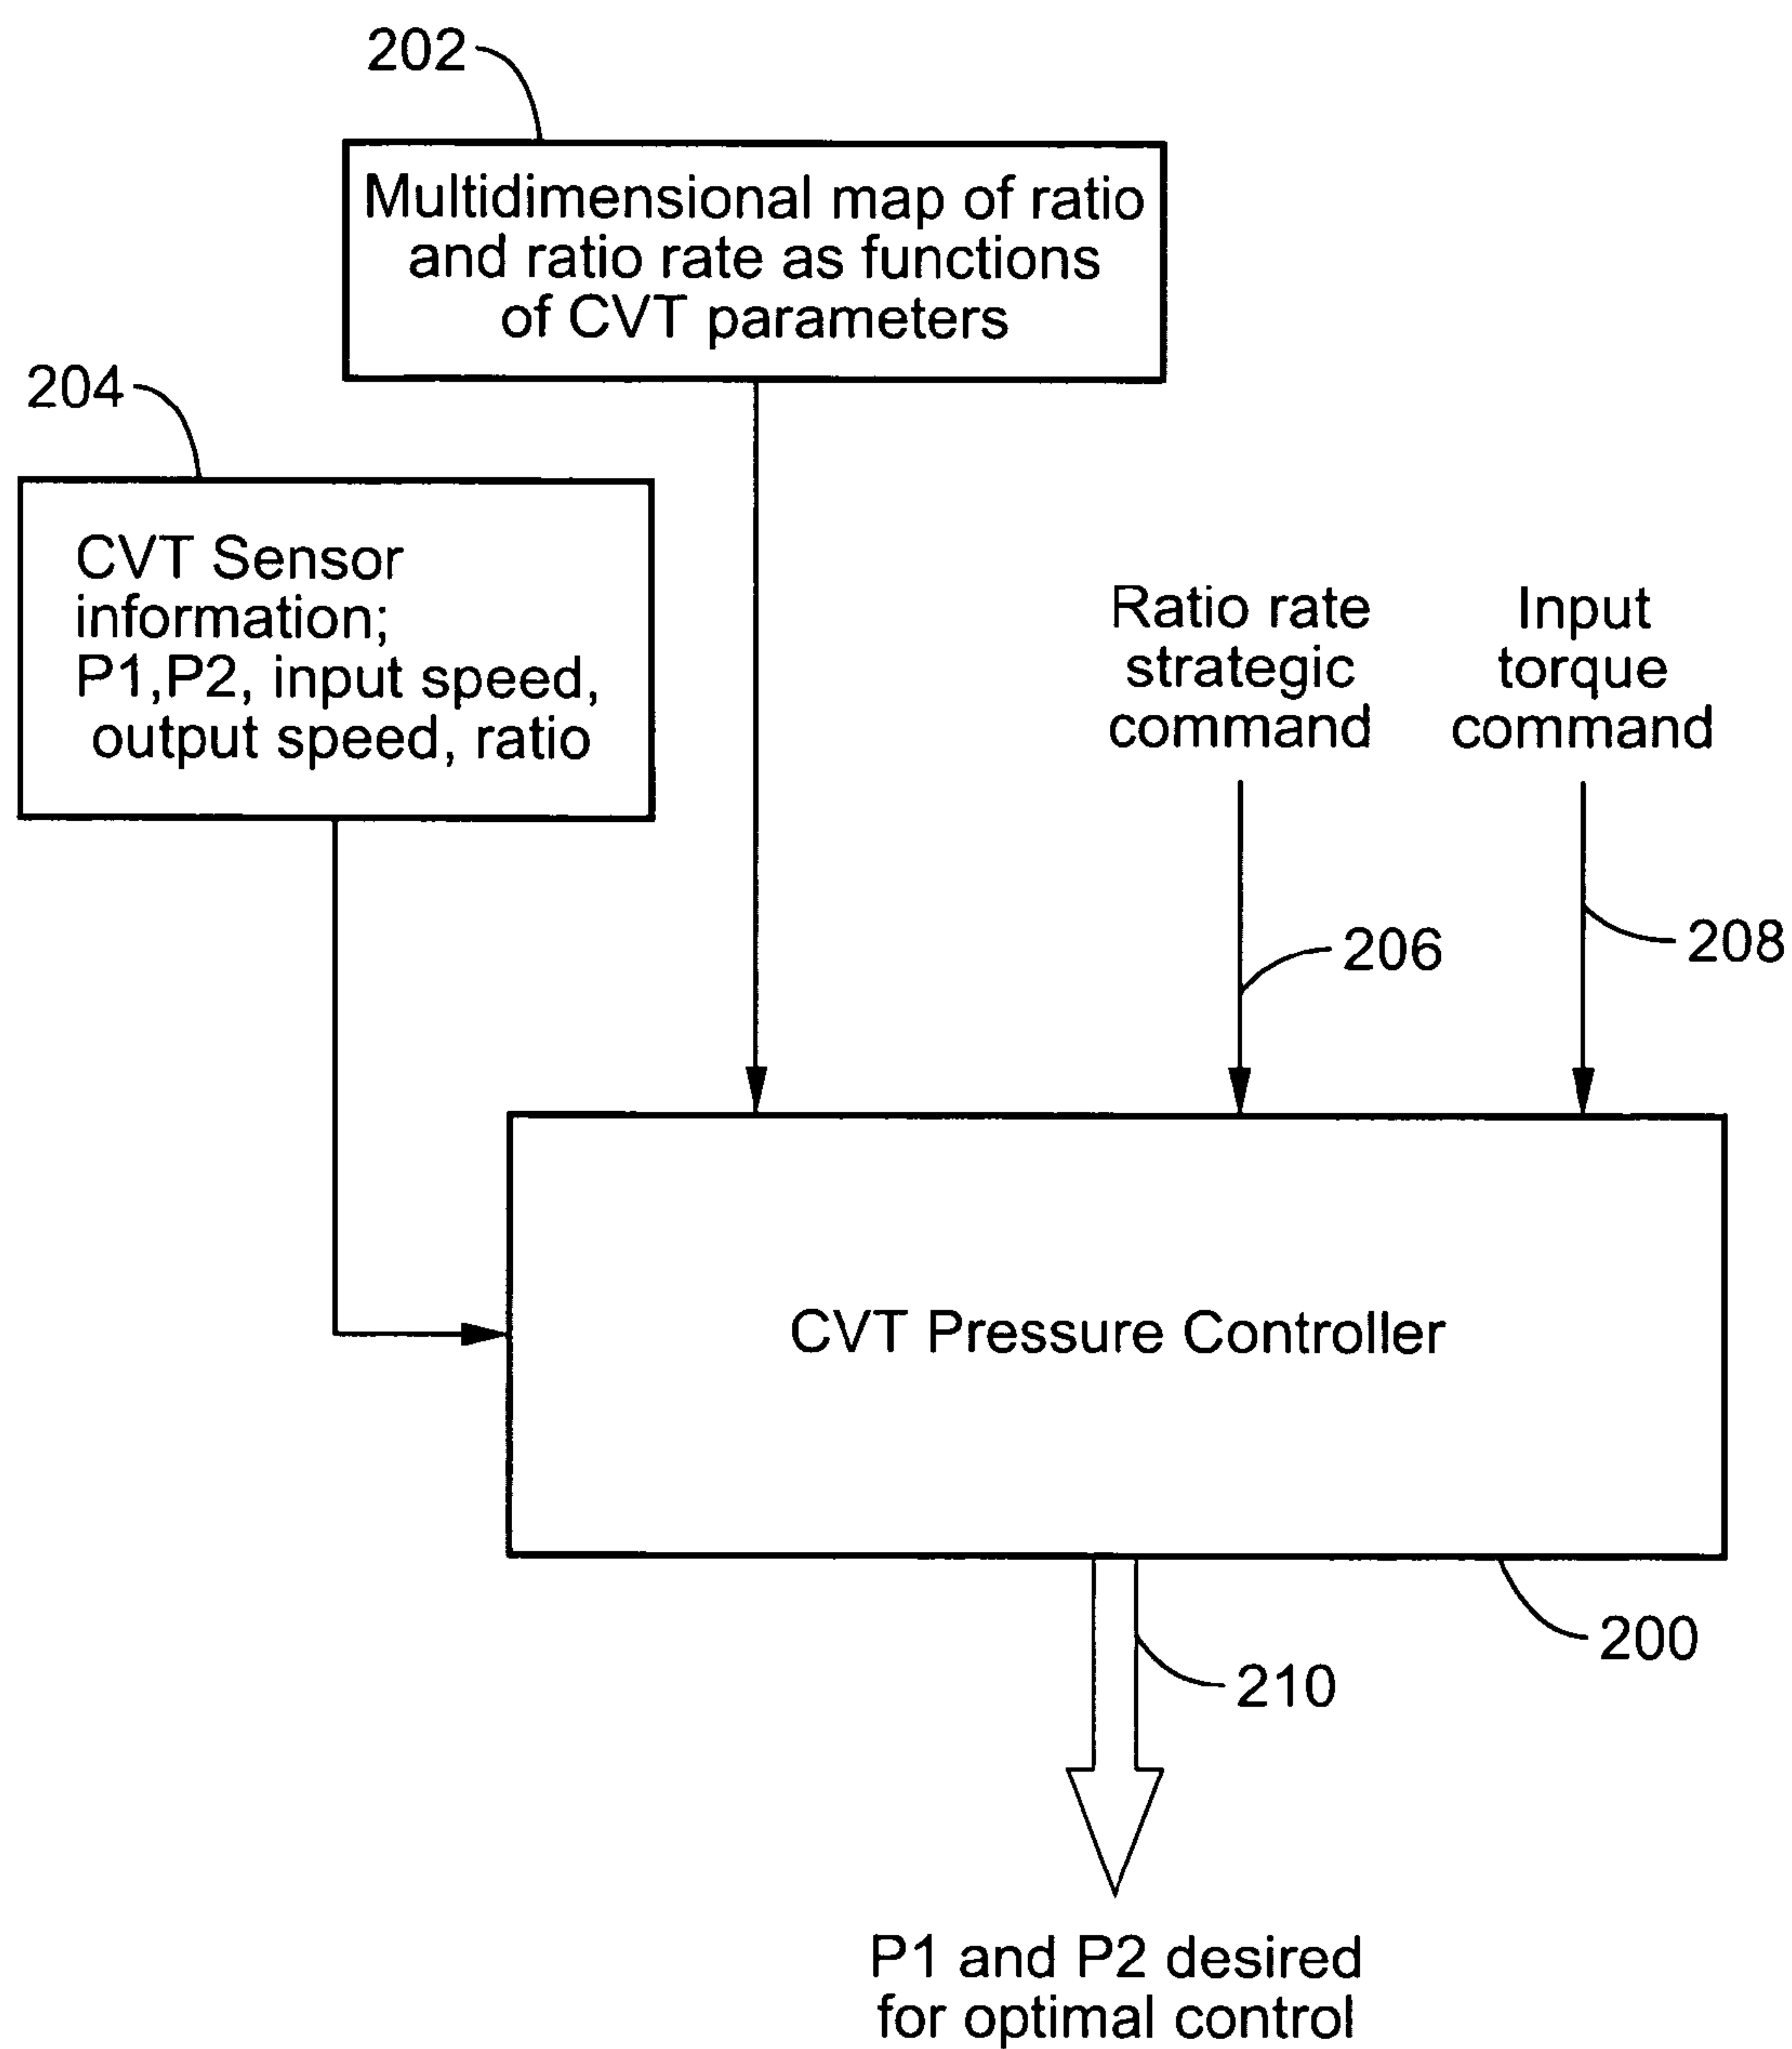 202
Multidimensional map of ratio
and ratio rate as functions
of CVT parameters
204
CVT Sensor
information;
P1,P2, input speed,
output speed, ratio
Ratio rate
strategic
command
Input
torque
command
206
208
CVT Pressure Controller
200
210
P1 and P2 desired
for optimal control